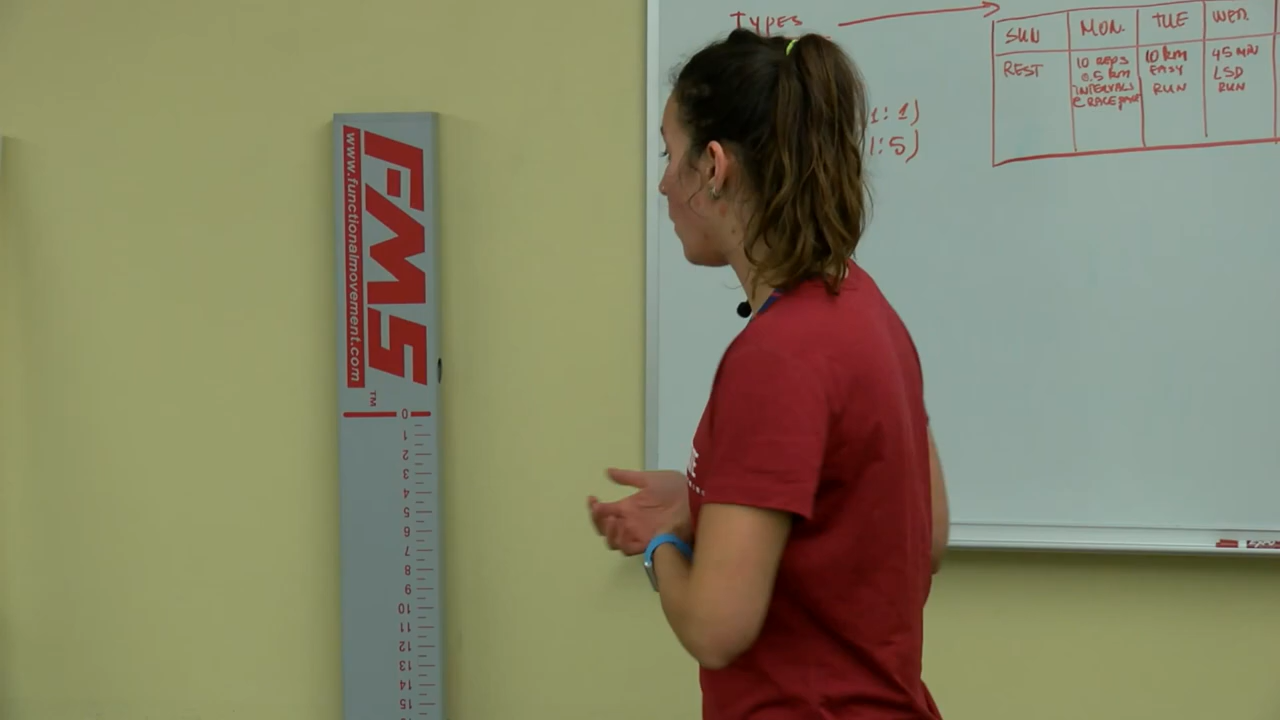 Types
SUN MON. TUE WED.
REST
10 REPS
0.5 km
INTERVALS
@ RACE pace
10 km
EASY
RUN
45 MIN
LSD
RUN
1:1)
1:5)
FMS
www.functionalmovement.com
TM
0
1
2
3
4
5
6
7
8
9
10
11
12
13
14
15